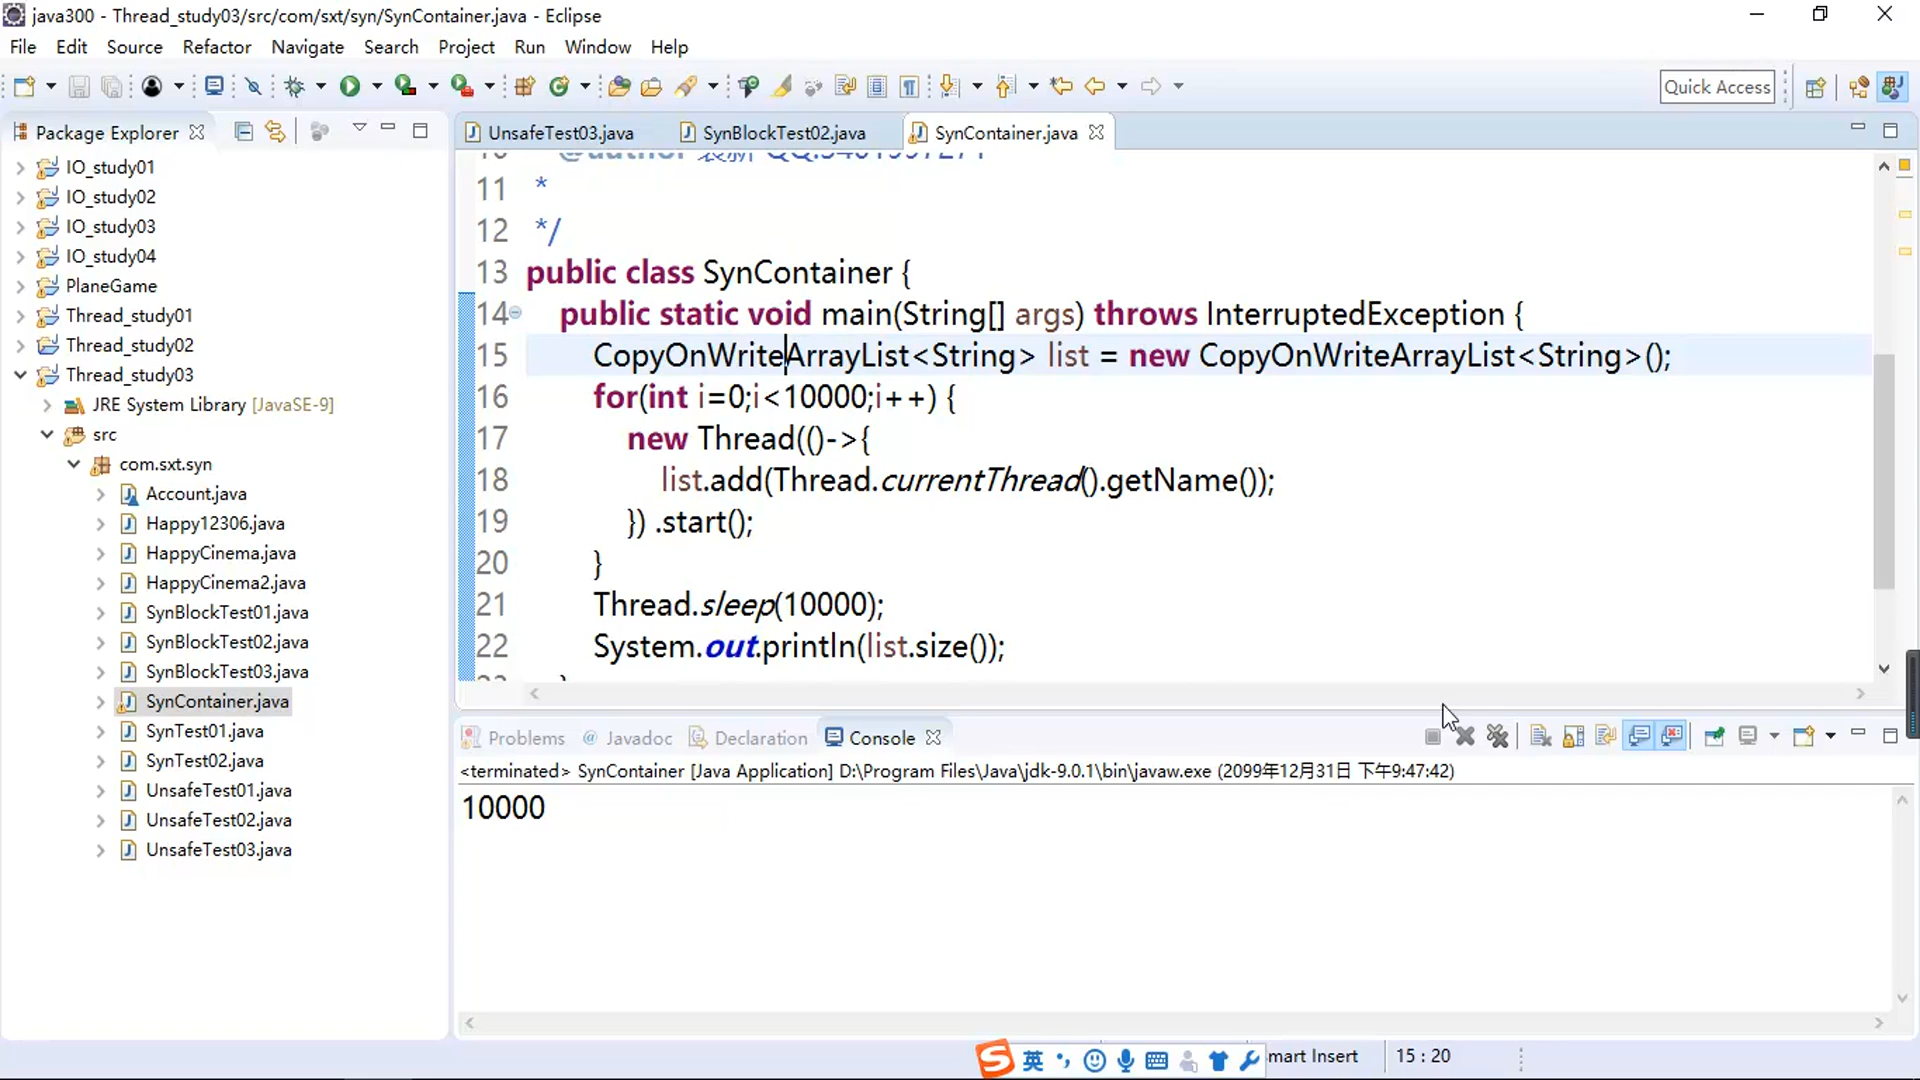 java300 - Thread_study03/src/com/sxt/syn/SynContainer.java - Eclipse
File Edit Source Refactor Navigate Search Project Run Window Help
Quick Access
Package Explorer
IO_study01
IO_study02
IO_study03
IO_study04
PlaneGame
Thread_study01
Thread_study02
Thread_study03
JRE System Library [JavaSE-9]
src
com.sxt.syn
Account.java
Happy12306.java
HappyCinema.java
HappyCinema2.java
SynBlockTest01.java
SynBlockTest02.java
SynBlockTest03.java
SynContainer.java
SynTest01.java
SynTest02.java
UnsafeTest01.java
UnsafeTest02.java
UnsafeTest03.java
UnsafeTest03.java SynBlockTest02.java SynContainer.java
11 *
12 */
13 public class SynContainer {
14 public static void main(String[] args) throws InterruptedException {
15 CopyOnWriteArrayList<String> list = new CopyOnWriteArrayList<String>();
16 for(int i=0;i<10000;i++) {
17 new Thread(()->{
18 list.add(Thread.currentThread().getName());
19 }) .start();
20 }
21 Thread.sleep(10000);
22 System.out.println(list.size());
Problems @ Javadoc Declaration Console
<terminated> SynContainer [Java Application] D:\Program Files\Java\jdk-9.0.1\bin\javaw.exe (2099年12月31日 下午9:47:42)
10000
英
mart Insert 15 : 20